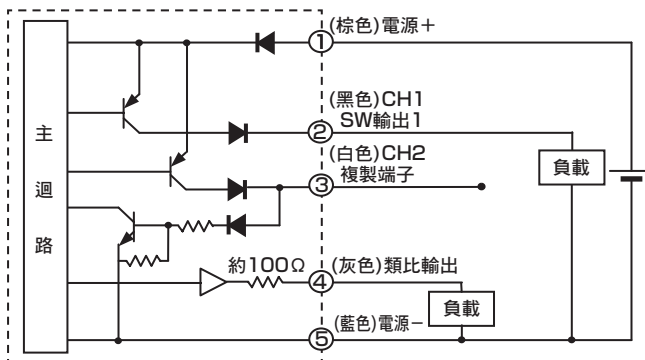 主迴路
①
(棕色)電源＋
(黑色)CH1
②
SW輸出1
(白色)CH2
③
複製端子
負載
約100Ω
④
(灰色)類比輸出
負載
⑤
(藍色)電源－